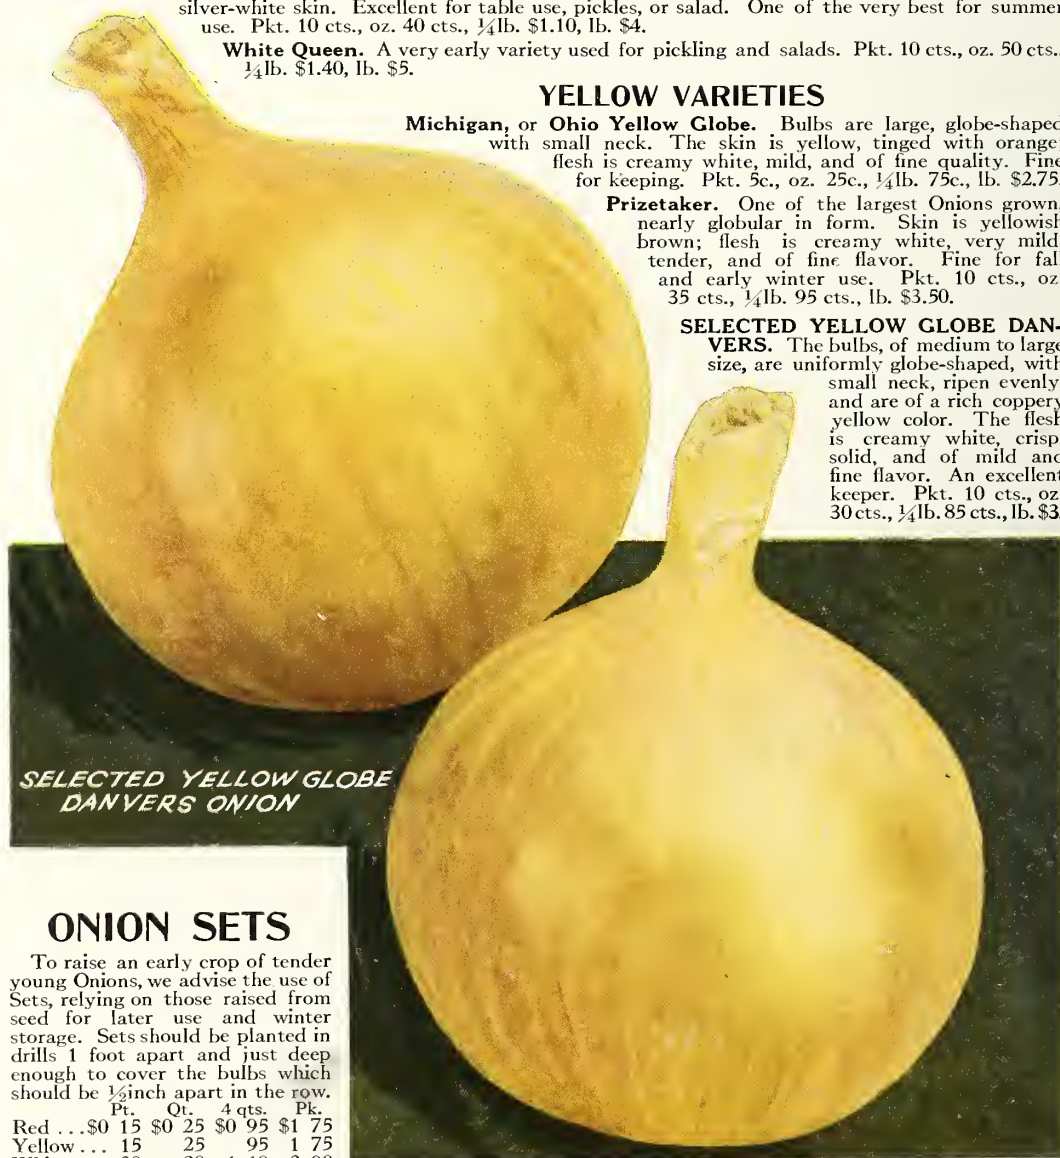 silver-white skin. Excellent for table use, pickles, or salad. One of the very best for summer
use. Pkt. 10 cts., oz. 40 cts., ¼lb. $1.10, lb. $4.
White Queen. A very early variety used for pickling and salads. Pkt. 10 cts., oz. 50 cts.,
¼lb. $1.40, lb. $5.
YELLOW VARIETIES
Michigan, or Ohio Yellow Globe. Bulbs are large, globe-shaped
with small neck. The skin is yellow, tinged with orange
flesh is creamy white, mild, and of fine quality. Fine
for keeping. Pkt. 5c., oz. 25c., ¼lb. 75c., lb. $2.75
Prizetaker. One of the largest Onions grown,
nearly globular in form. Skin is yellowish
brown; flesh is creamy white, very mild
tender, and of fine flavor. Fine for fal
and early winter use. Pkt. 10 cts., oz
35 cts., ¼lb. 95 cts., lb. $3.50.
SELECTED YELLOW GLOBE DAN-
VERS. The bulbs, of medium to large
size, are uniformly globe-shaped, with
small neck, ripen evenly
and are of a rich coppery
yellow color. The flesh
is creamy white, crisp
solid, and of mild and
fine flavor. An excellent
keeper. Pkt. 10 cts., oz
30 cts., ¼lb. 85 cts., lb. $3.
SELECTED YELLOW GLOBE
DANVERS ONION
ONION SETS
To raise an early crop of tender
young Onions, we advise the use of
Sets, relying on those raised from
seed for later use and winter
storage. Sets should be planted in
drills 1 foot apart and just deep
enough to cover the bulbs which
should be ½inch apart in the row.
Pt. Qt. 4 qts. Pk.
Red ...$0 15 $0 25 $0 95 $1 75
Yellow... 15 25 95 1 75